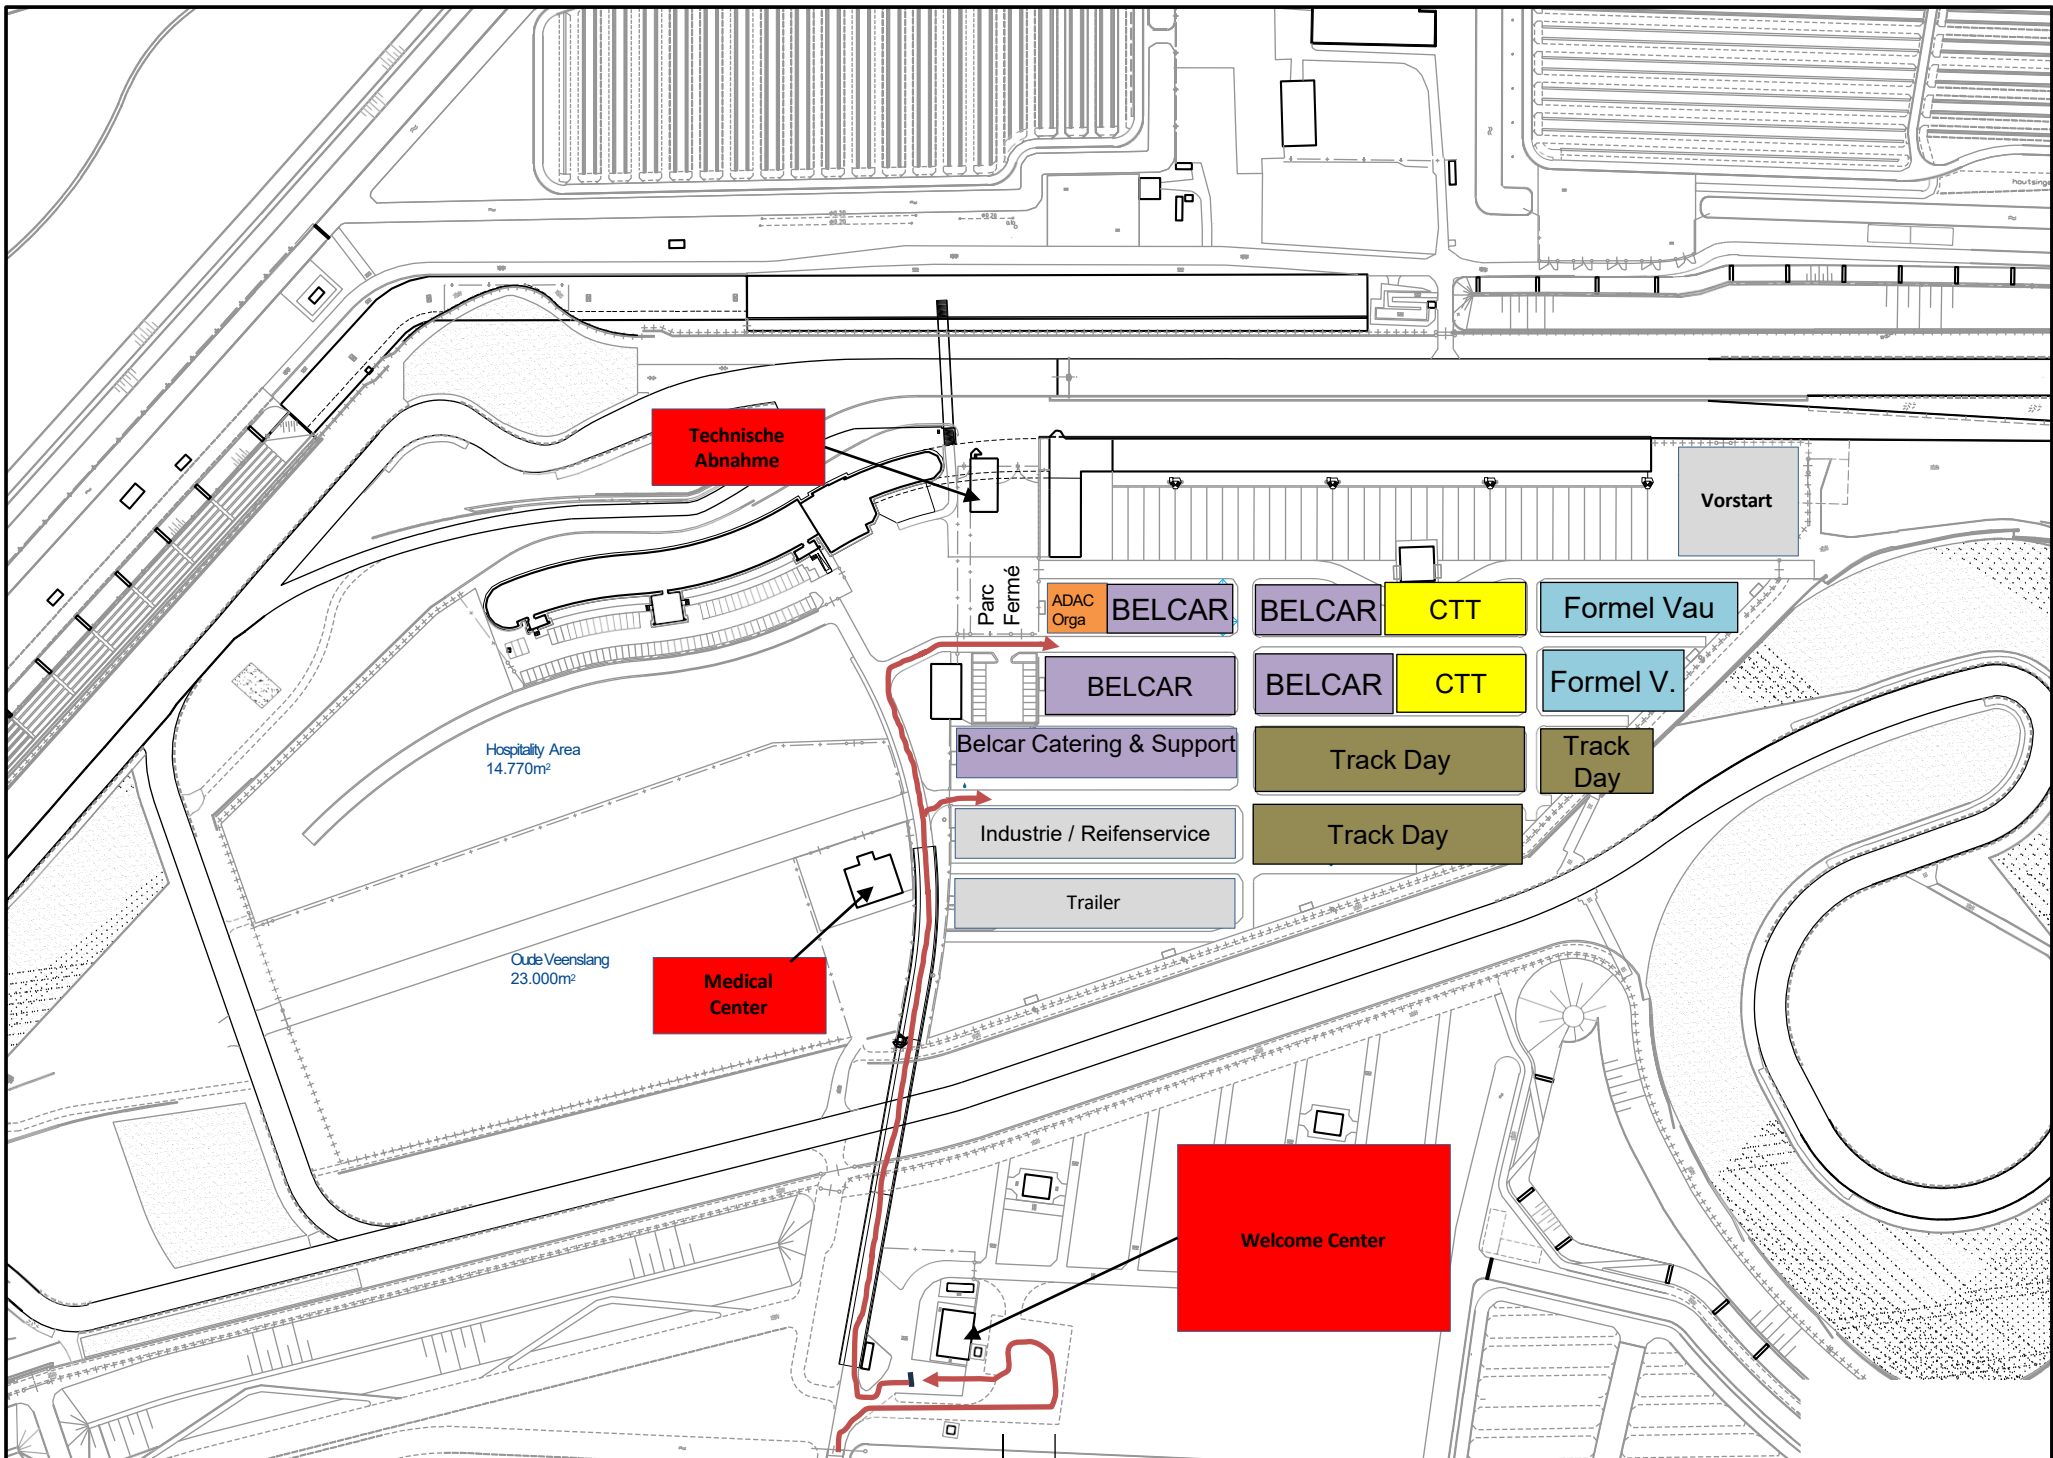 houtsinge
Technische
Abnahme
Vorstart
Parc
Fermé
ADAC
Orga
BELCAR
BELCAR
CTT
Formel Vau
BELCAR
BELCAR
CTT
Formel V.
Hospitality Area
14.770m²
Belcar Catering & Support
Track Day
Track
Day
Industrie / Reifenservice
Track Day
Trailer
Oude Veenslang
23.000m²
Medical
Center
Welcome Center